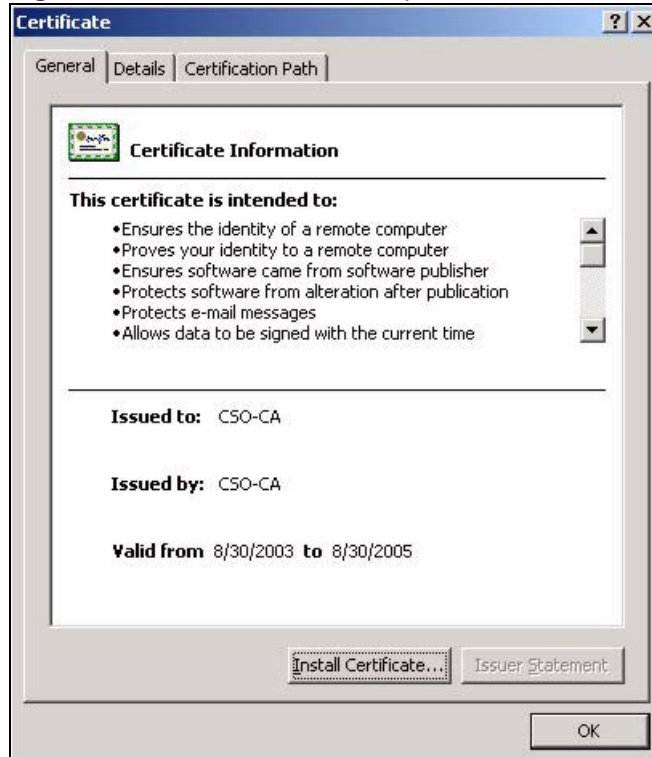 Certificate
General Details Certification Path
Certificate Information
This certificate is intended to:
•Ensures the identity of a remote computer
•Proves your identity to a remote computer
•Ensures software came from software publisher
•Protects software from alteration after publication
•Protects e-mail messages
•Allows data to be signed with the current time
Issued to: CSO-CA
Issued by: CSO-CA
Valid from 8/30/2003 to 8/30/2005
Install Certificate... Issuer Statement
OK